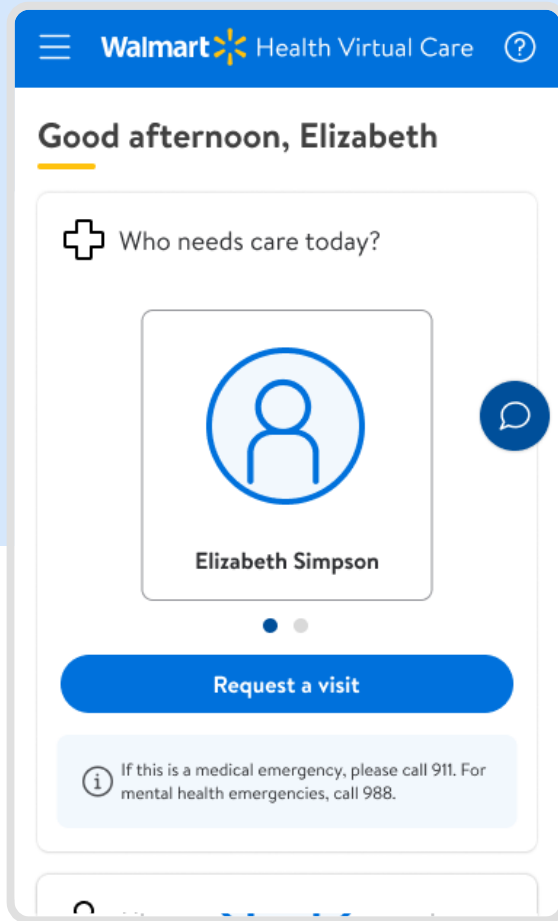 Walmart Health Virtual Care ?
Good afternoon, Elizabeth
Who needs care today?
Elizabeth Simpson
Request a visit
If this is a medical emergency, please call 911. For
mental health emergencies, call 988.